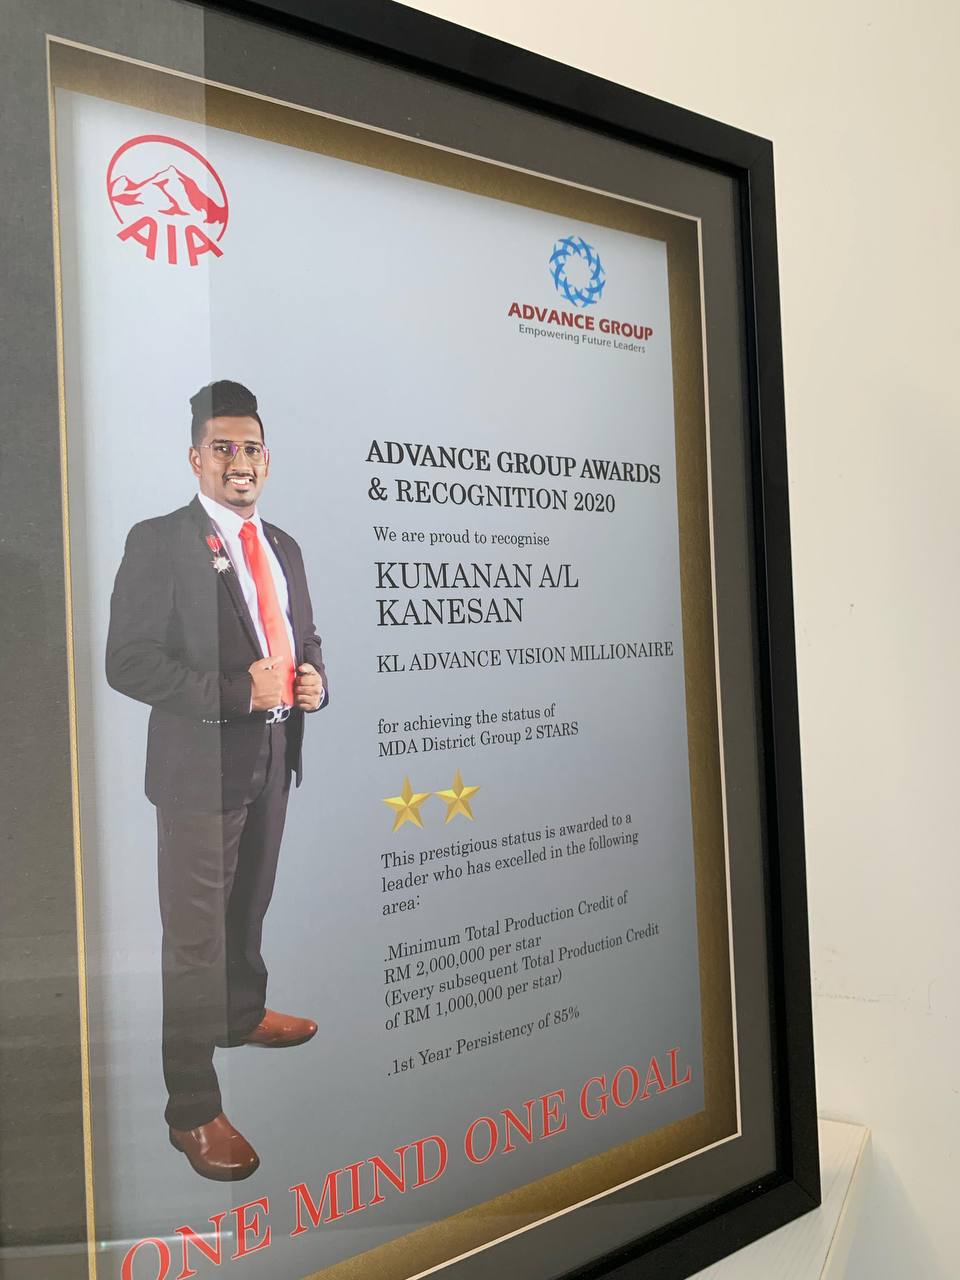 AIA
ADVANCE GROUP
Empowering Future Leaders
ADVANCE GROUP AWARDS
& RECOGNITION 2020
We are proud to recognise
KUMANAN A/L
KANESAN
KL ADVANCE VISION MILLIONAIRE
for achieving the status of
MDA District Group 2 STARS
This prestigious status is awarded to a
leader who has excelled in the following
area:
.Minimum Total Production Credit of
RM 2,000,000 per star
(Every subsequent Total Production Credit
of RM 1,000,000 per star)
.1st Year Persistency of 85%
ONE MIND ONE GOAL